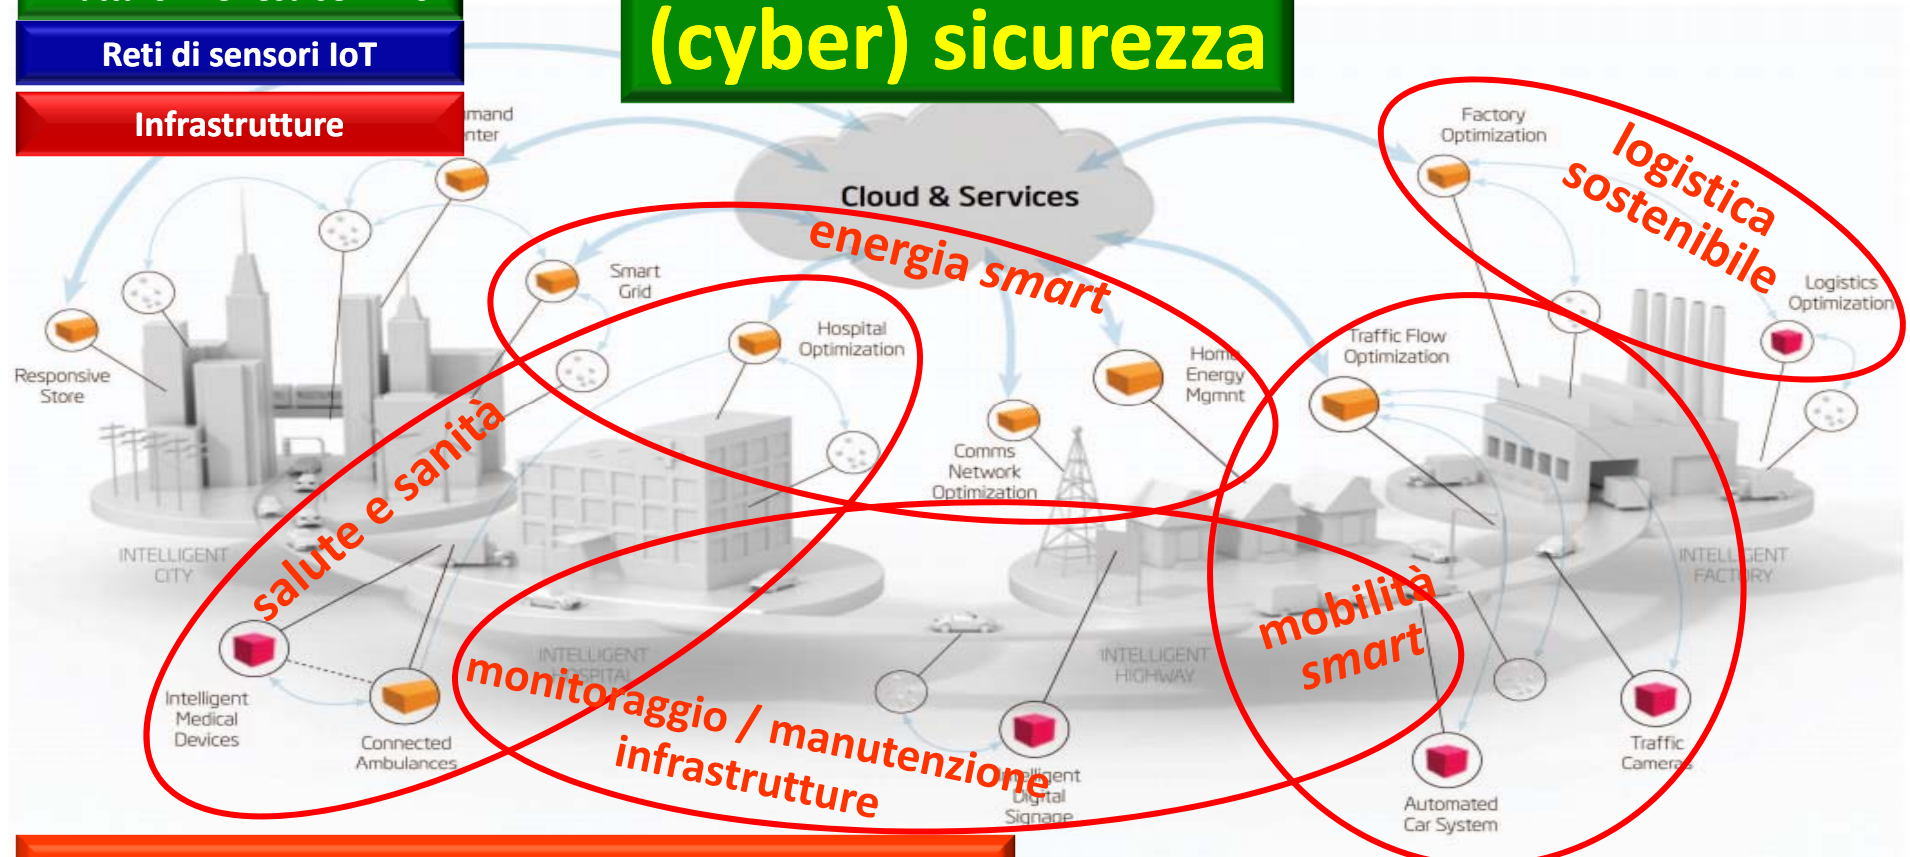 Reti di sensori IoT
Infrastrutture
(cyber) sicurezza
Cloud & Services
energia smart
logistica
sostenibile
Factory
Optimization
Logistics
Optimization
Smart
Grid
Hospital
Optimization
Traffic Flow
Optimization
Home
Energy
Mgmnt
Responsive
Store
salute e sanità
Comms
Network
Optimization
INTELLIGENT
CITY
INTELLIGENT
FACTORY
mobilità
smart
INTELLIGENT
HOSPITAL
INTELLIGENT
HIGHWAY
monitoraggio / manutenzione
infrastrutture
Intelligent
Medical
Devices
Connected
Ambulances
Intelligent
Digital
Signage
Traffic
Cameras
Automated
Car System